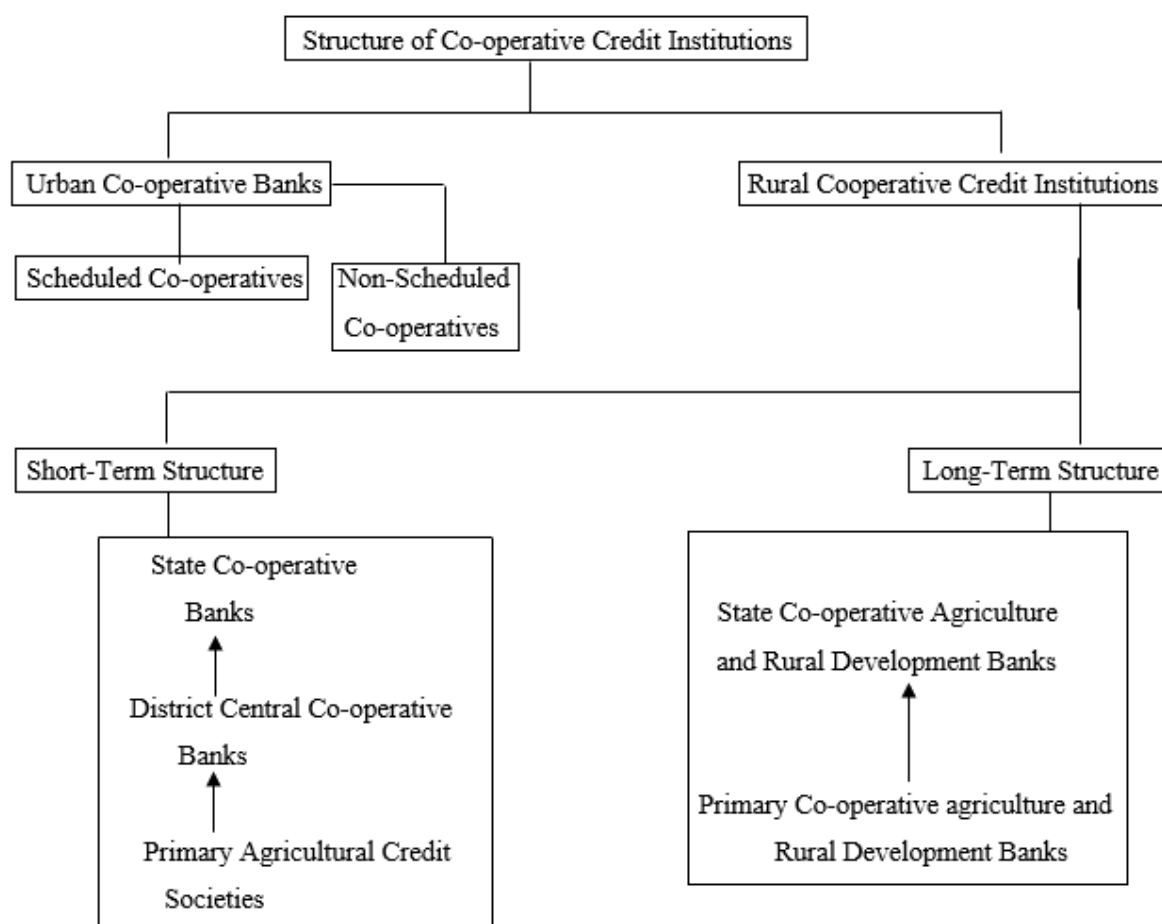 Structure of Co-operative Credit Institutions
Urban Co-operative Banks
Rural Cooperative Credit Institutions
Scheduled Co-operatives
Non-Scheduled
Co-operatives
Short-Term Structure
Long-Term Structure
State Co-operative
Banks
District Central Co-operative
Banks
Primary Agricultural Credit
Societies
State Co-operative Agriculture
and Rural Development Banks
Primary Co-operative agriculture and
Rural Development Banks